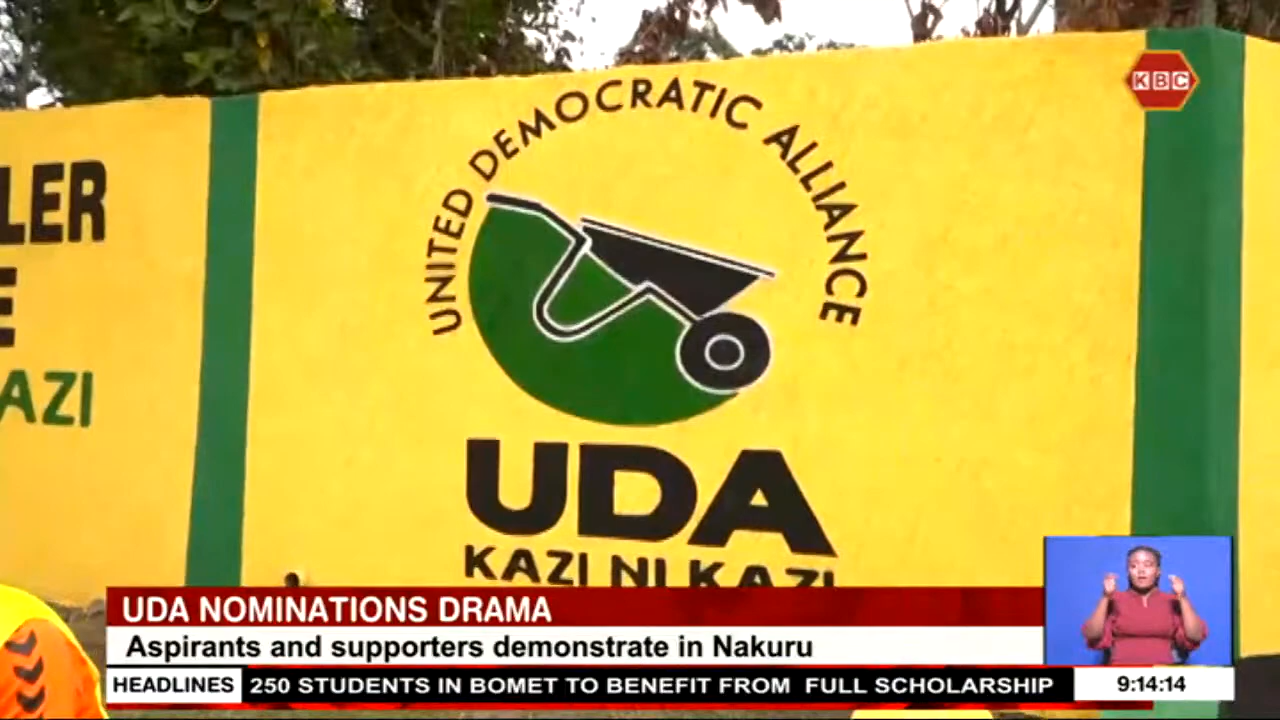 KBC
UNITED DEMOCRATIC ALLIANCE
LER
E
AZI
UDA
KAZI NI KAZI
UDA NOMINATIONS DRAMA
Aspirants and supporters demonstrate in Nakuru
HEADLINES 250 STUDENTS IN BOMET TO BENEFIT FROM FULL SCHOLARSHIP 9:14:14